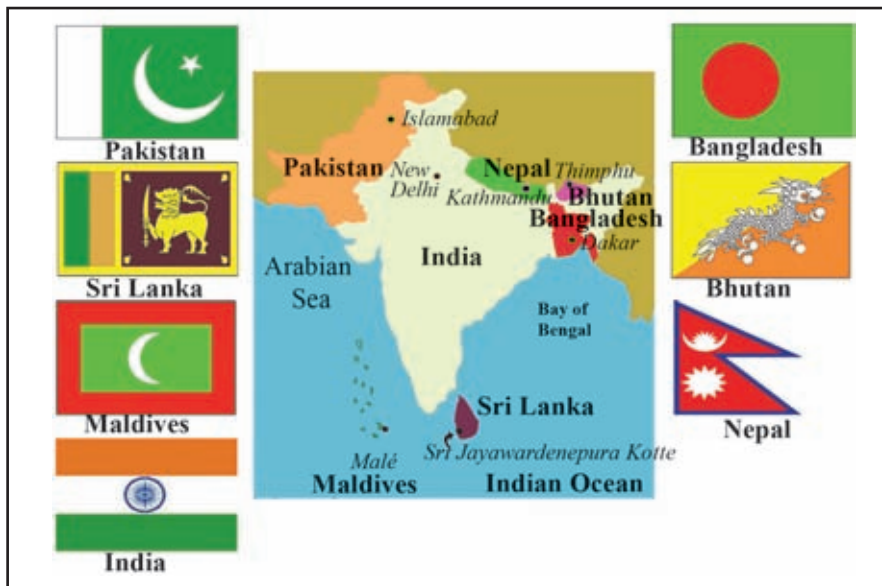 Pakistan
Sri Lanka
Maldives
India
Islamabad
Pakistan
New
Delhi
Nepal
Thimphu
Kathmandu
Bhutan
Bangladesh
Dakar
India
Arabian
Sea
Bay of
Bengal
Sri Lanka
Sri Jayawardenepura Kotte
Malé
Maldives
Indian Ocean
Bangladesh
Bhutan
Nepal